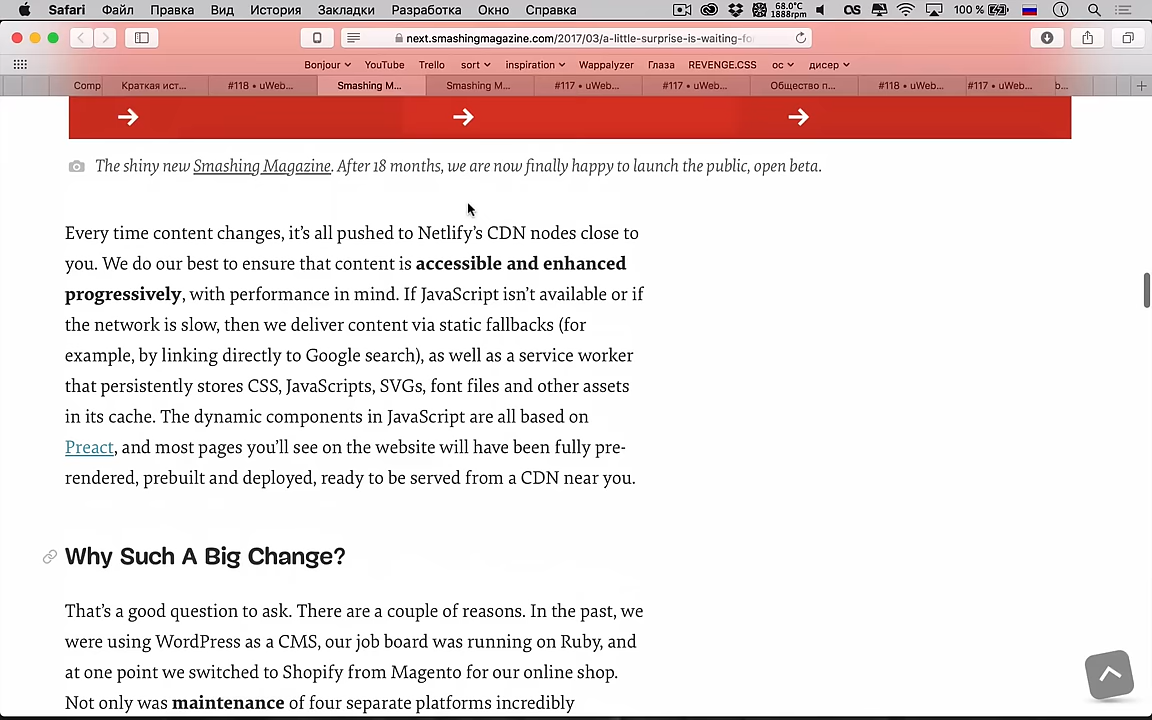 Safari Файл Правка Вид История Закладки Разработка Окно Справка 68.0°C 1888rpm OS 100 %
next.smashingmagazine.com/2017/03/a-little-surprise-is-waiting-fo
Bonjour YouTube Trello sort inspiration Wappalyzer Глаза REVENGE.CSS ос дисер
Comp Краткая ист... #118 • uWeb... Smashing M... Smashing M... #117 • uWeb... #117 • uWeb... Общество п... #118 • uWeb... #117 • uWeb... b...
The shiny new Smashing Magazine. After 18 months, we are now finally happy to launch the public, open beta.
Every time content changes, it’s all pushed to Netlify’s CDN nodes close to
you. We do our best to ensure that content is accessible and enhanced
progressively, with performance in mind. If JavaScript isn’t available or if
the network is slow, then we deliver content via static fallbacks (for
example, by linking directly to Google search), as well as a service worker
that persistently stores CSS, JavaScripts, SVGs, font files and other assets
in its cache. The dynamic components in JavaScript are all based on
Preact, and most pages you’ll see on the website will have been fully pre-
rendered, prebuilt and deployed, ready to be served from a CDN near you.
Why Such A Big Change?
That’s a good question to ask. There are a couple of reasons. In the past, we
were using WordPress as a CMS, our job board was running on Ruby, and
at one point we switched to Shopify from Magento for our online shop.
Not only was maintenance of four separate platforms incredibly